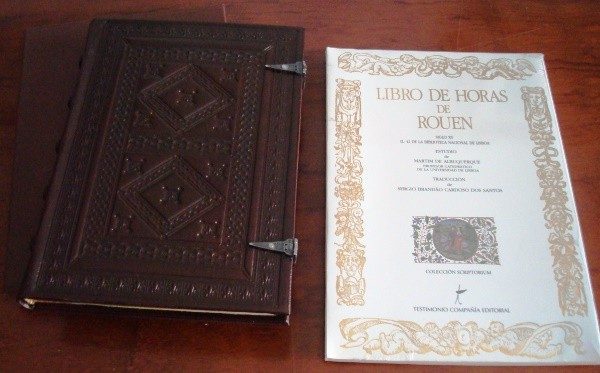 LIBRO DE HORAS
DE
ROUEN
SIGLO XV
IL. 42 DE LA BIBLIOTECA NACIONAL DE LISBOA
ESTUDIO
de
MARTIM DE ALBUQUERQUE
PROFESOR CATEDRÁTICO
DE LA UNIVERSIDAD DE LISBOA
TRADUCCIÓN
de
SERGIO BRANDÃO CARDOSO DOS SANTOS
COLECCIÓN SCRIPTORIUM
TESTIMONIO COMPAÑÍA EDITORIAL